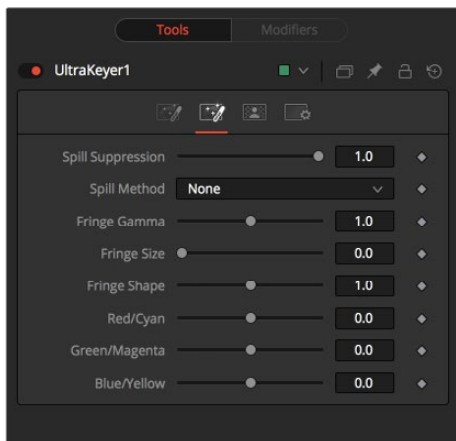 Tools Modifiers
UltraKeyer1
Spill Suppression 1.0
Spill Method None
Fringe Gamma 1.0
Fringe Size 0.0
Fringe Shape 1.0
Red/Cyan 0.0
Green/Magenta 0.0
Blue/Yellow 0.0